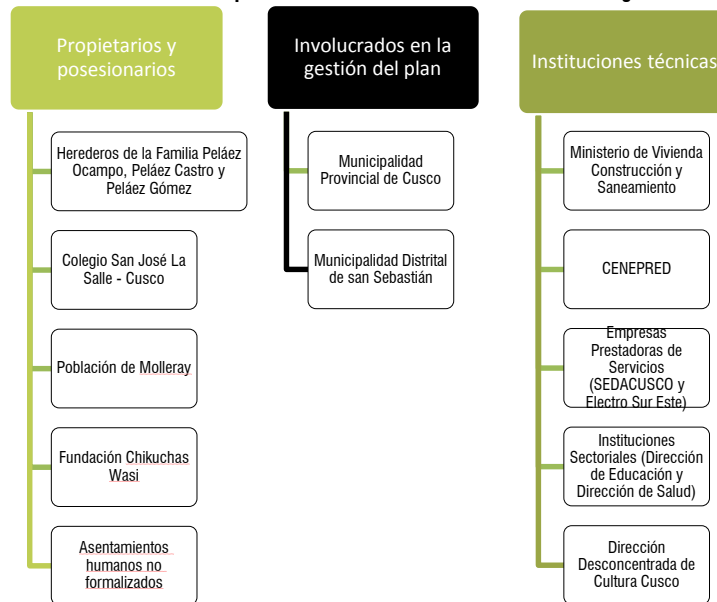 Propietarios y
posesionarios
Herederos de la Familia Peláez
Ocampo, Peláez Castro y
Peláez Gómez
Colegio San José La
Salle - Cusco
Población de Molleray
Fundación Chikuchas
Wasi
Asentamientos
humanos no
formalizados
Involucrados en la
gestión del plan
Municipalidad
Provincial de Cusco
Municipalidad Distrital
de san Sebastián
Instituciones técnicas
Ministerio de Vivienda
Construcción y
Saneamiento
CENEPRED
Empresas
Prestadoras de
Servicios
(SEDACUSCO y
Electro Sur Este)
Instituciones
Sectoriales (Dirección
de Educación y
Dirección de Salud)
Dirección
Desconcentrada de
Cultura Cusco